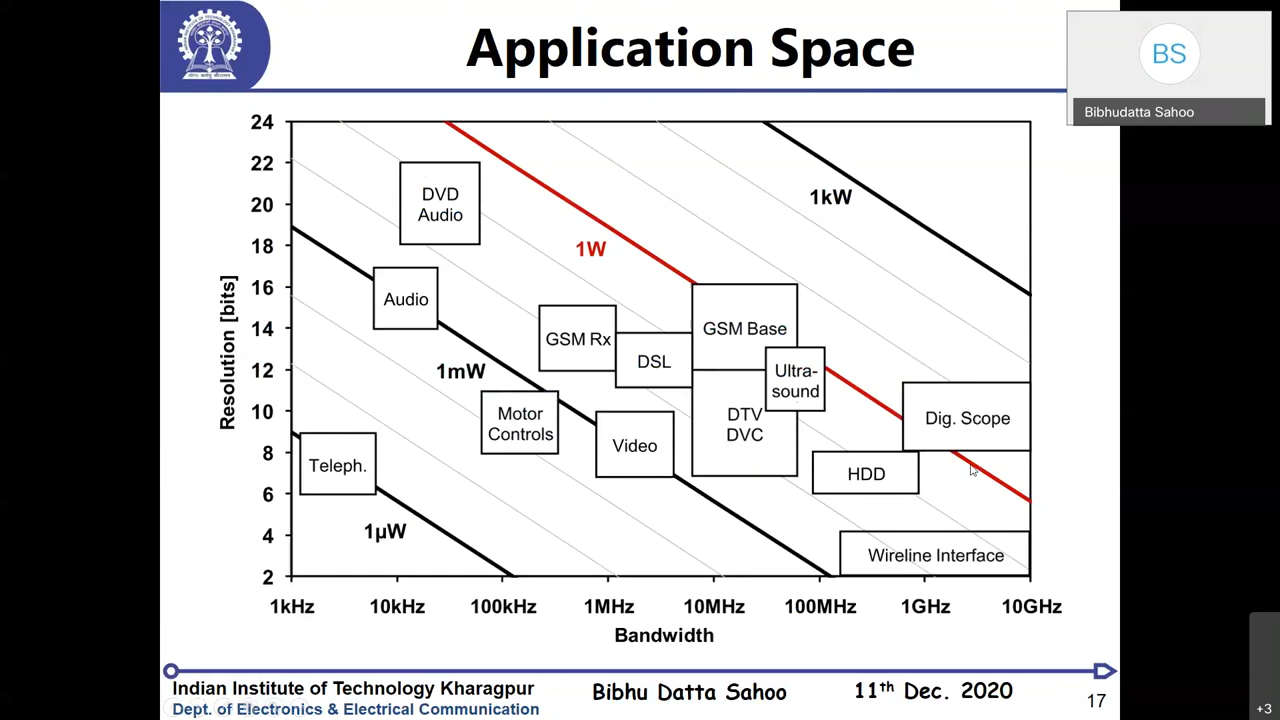 Application Space
BS
Bibhudatta Sahoo
24
22
20
18
16
14
12
10
8
6
4
2
Resolution [bits]
DVD
Audio
1kW
1W
Audio
GSM Rx
GSM Base
DSL
1mW
Ultra-
sound
Motor
Controls
DTV
DVC
Dig. Scope
Video
Teleph.
HDD
1µW
Wireline Interface
1kHz
10kHz
100kHz
1MHz
10MHz
100MHz
1GHz
10GHz
Bandwidth
Indian Institute of Technology Kharagpur
Dept. of Electronics & Electrical Communication
Bibhu Datta Sahoo
11th Dec. 2020
17
+3